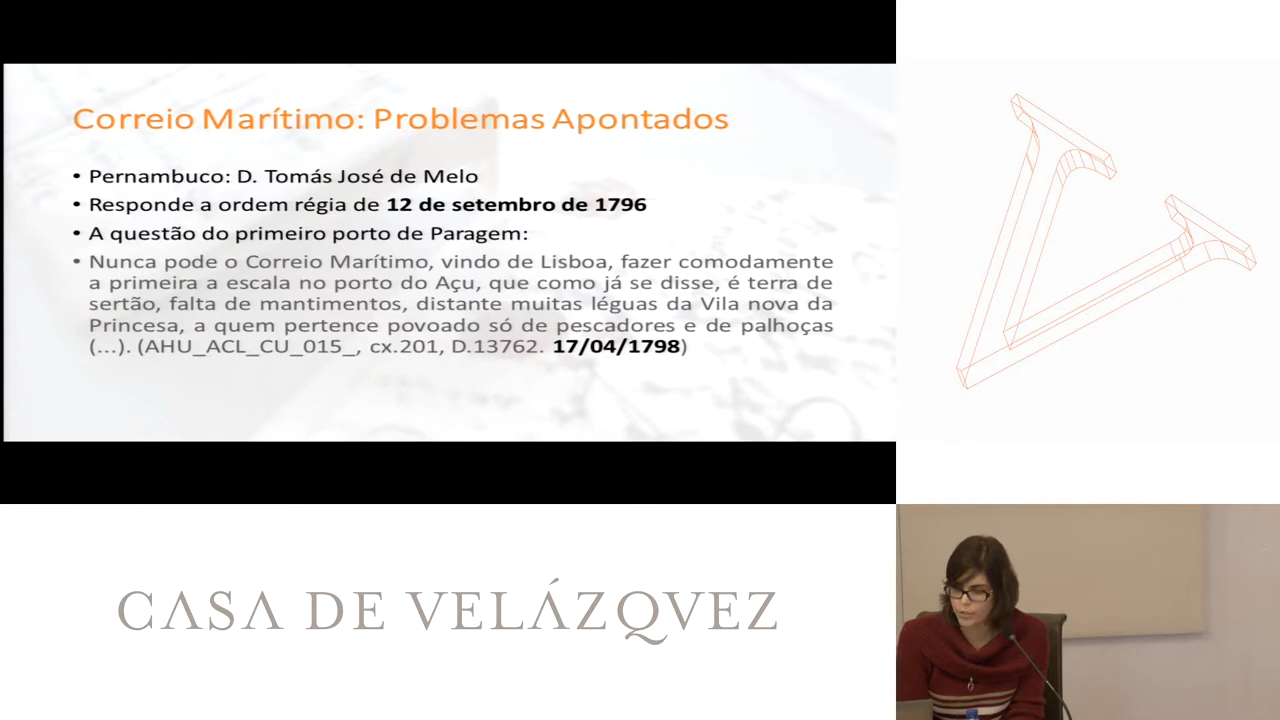 Correio Marítimo: Problemas Apontados
• Pernambuco: D. Tomás José de Melo
• Responde a ordem régia de 12 de setembro de 1796
• A questão do primeiro porto de Paragem:
• Nunca pode o Correio Marítimo, vindo de Lisboa, fazer comodamente
a primeira a escala no porto do Açu, que como já se disse, é terra de
sertão, falta de mantimentos, distante muitas léguas da Vila nova da
Princesa, a quem pertence povoado só de pescadores e de palhoças
(...). (AHU_ACL_CU_015_, cx.201, D.13762. 17/04/1798)
CASA DE VELÁZQVEZ